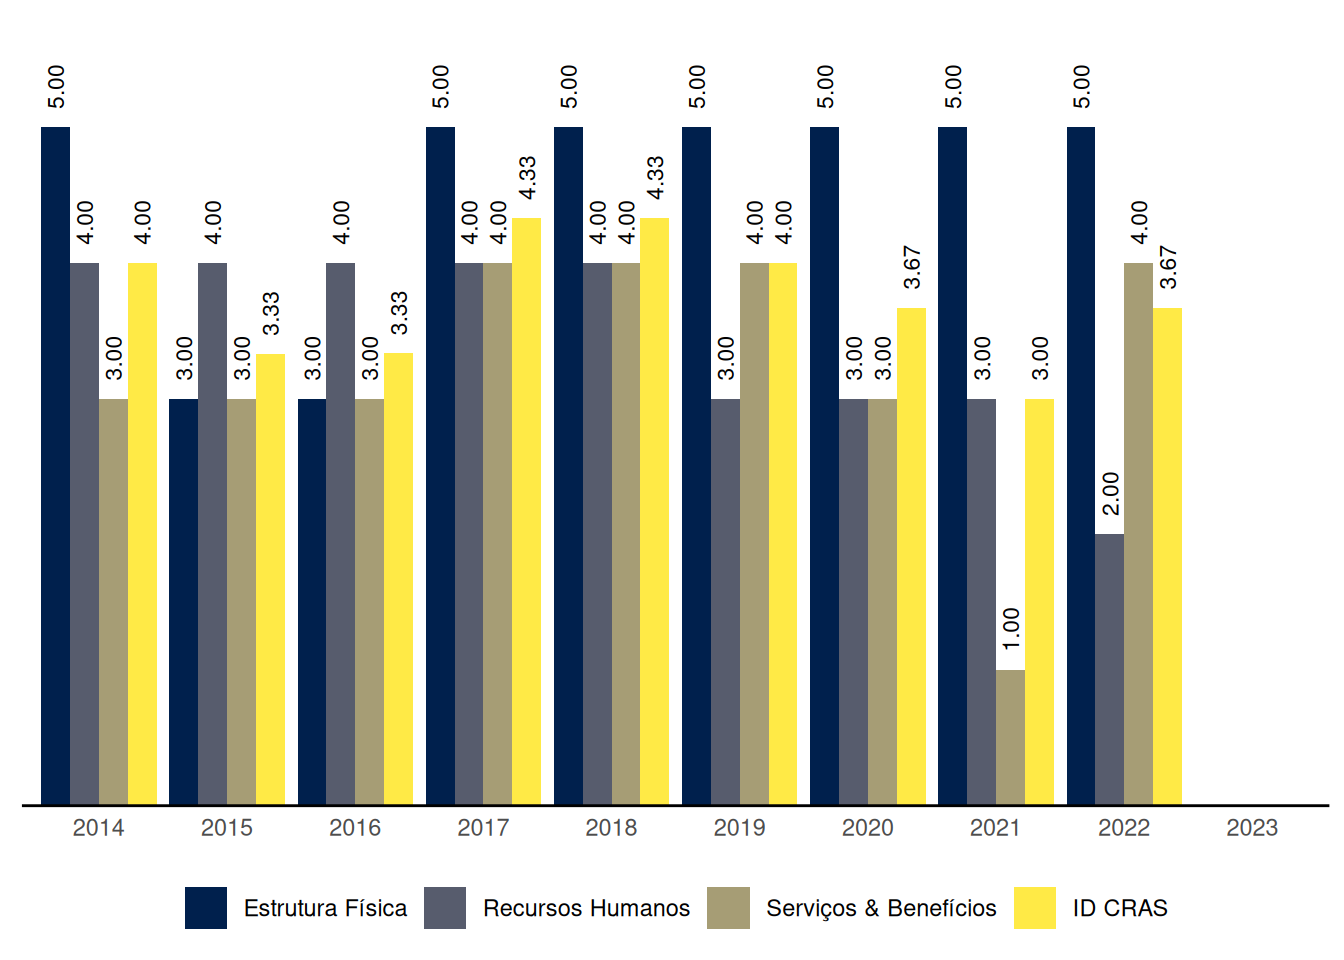 5.00 4.00 3.00 4.00
3.00 4.00 3.00 3.33
3.00 4.00 3.00 3.33
5.00 4.00 4.00 4.33
5.00 4.00 4.00 4.33
5.00 3.00 4.00 4.00
5.00 3.00 3.00 3.67
5.00 3.00 1.00 3.00
5.00 2.00 4.00 3.67
2014 2015 2016 2017 2018 2019 2020 2021 2022 2023
Estrutura Física Recursos Humanos Serviços & Benefícios ID CRAS